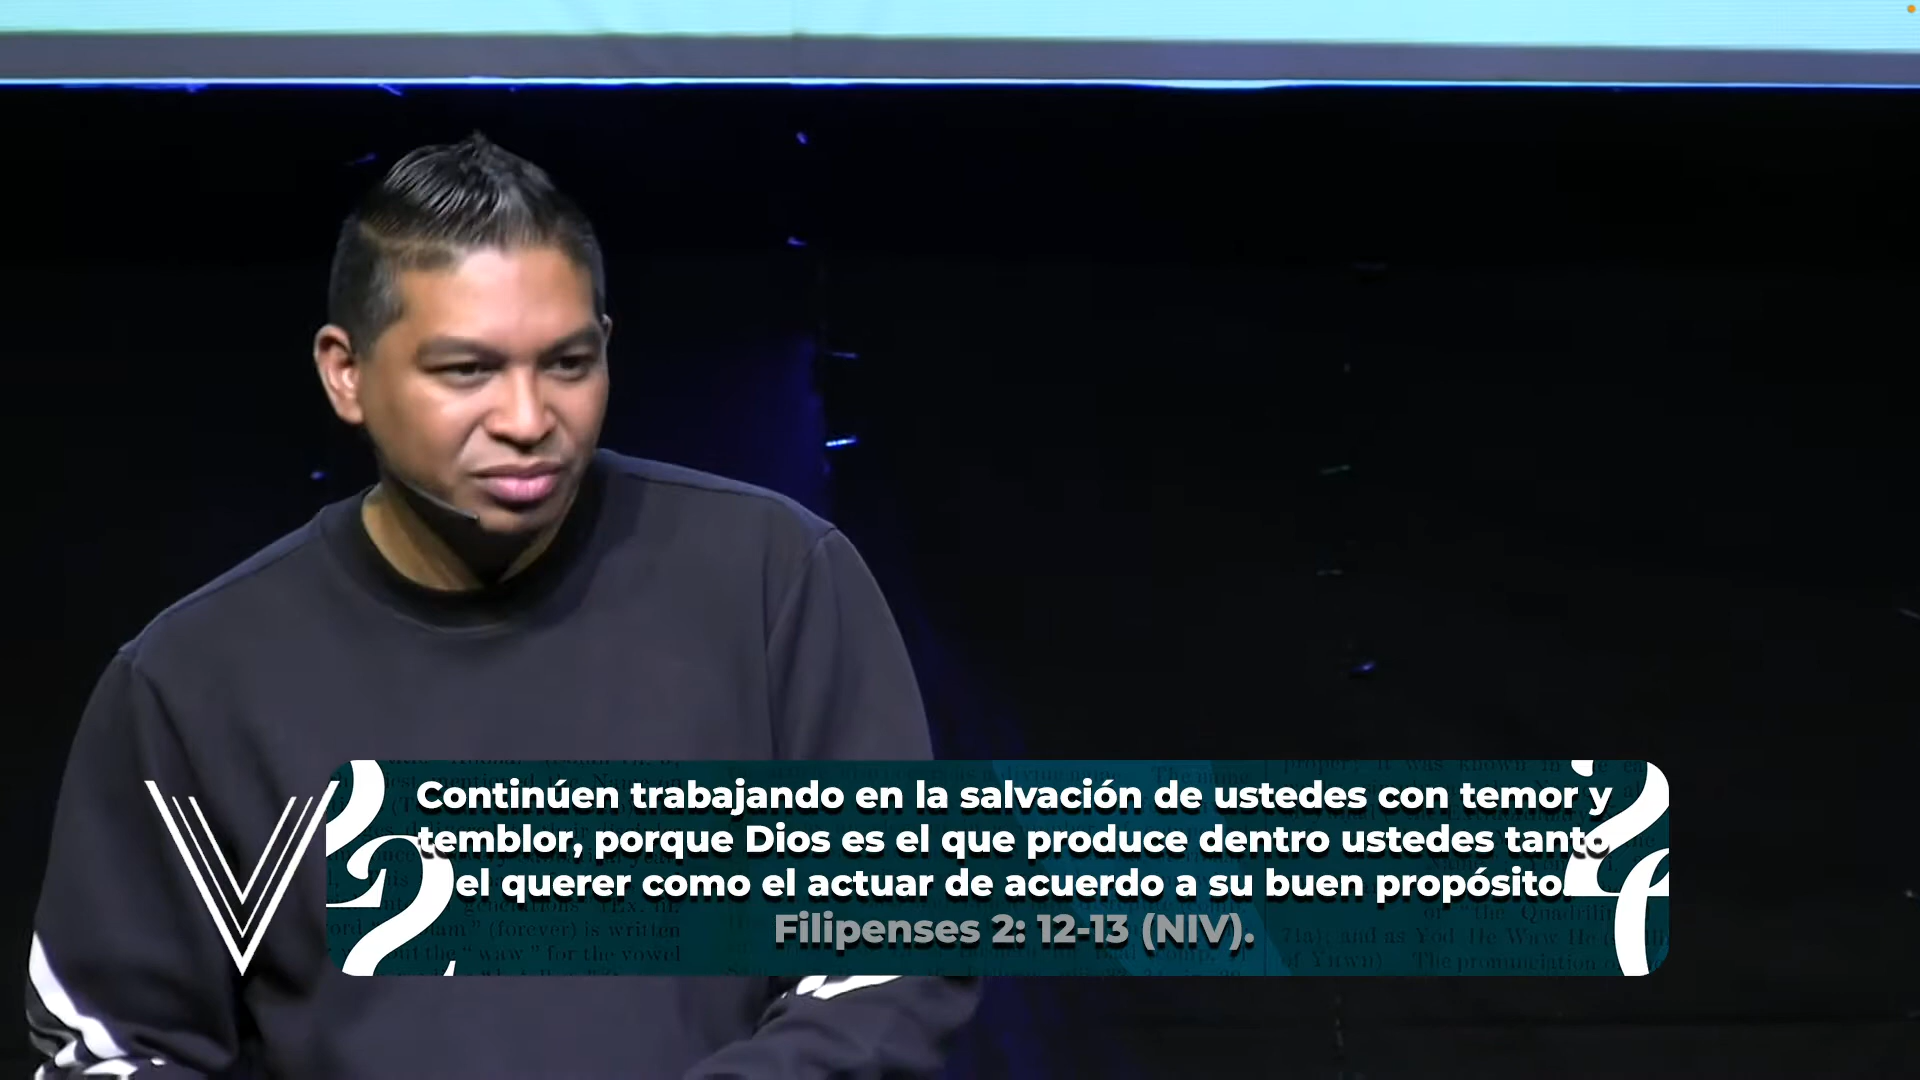 Continúen trabajando en la salvación de ustedes con temor y
temblor, porque Dios es el que produce dentro ustedes tanto
el querer como el actuar de acuerdo a su buen propósito.
Filipenses 2: 12-13 (NIV).